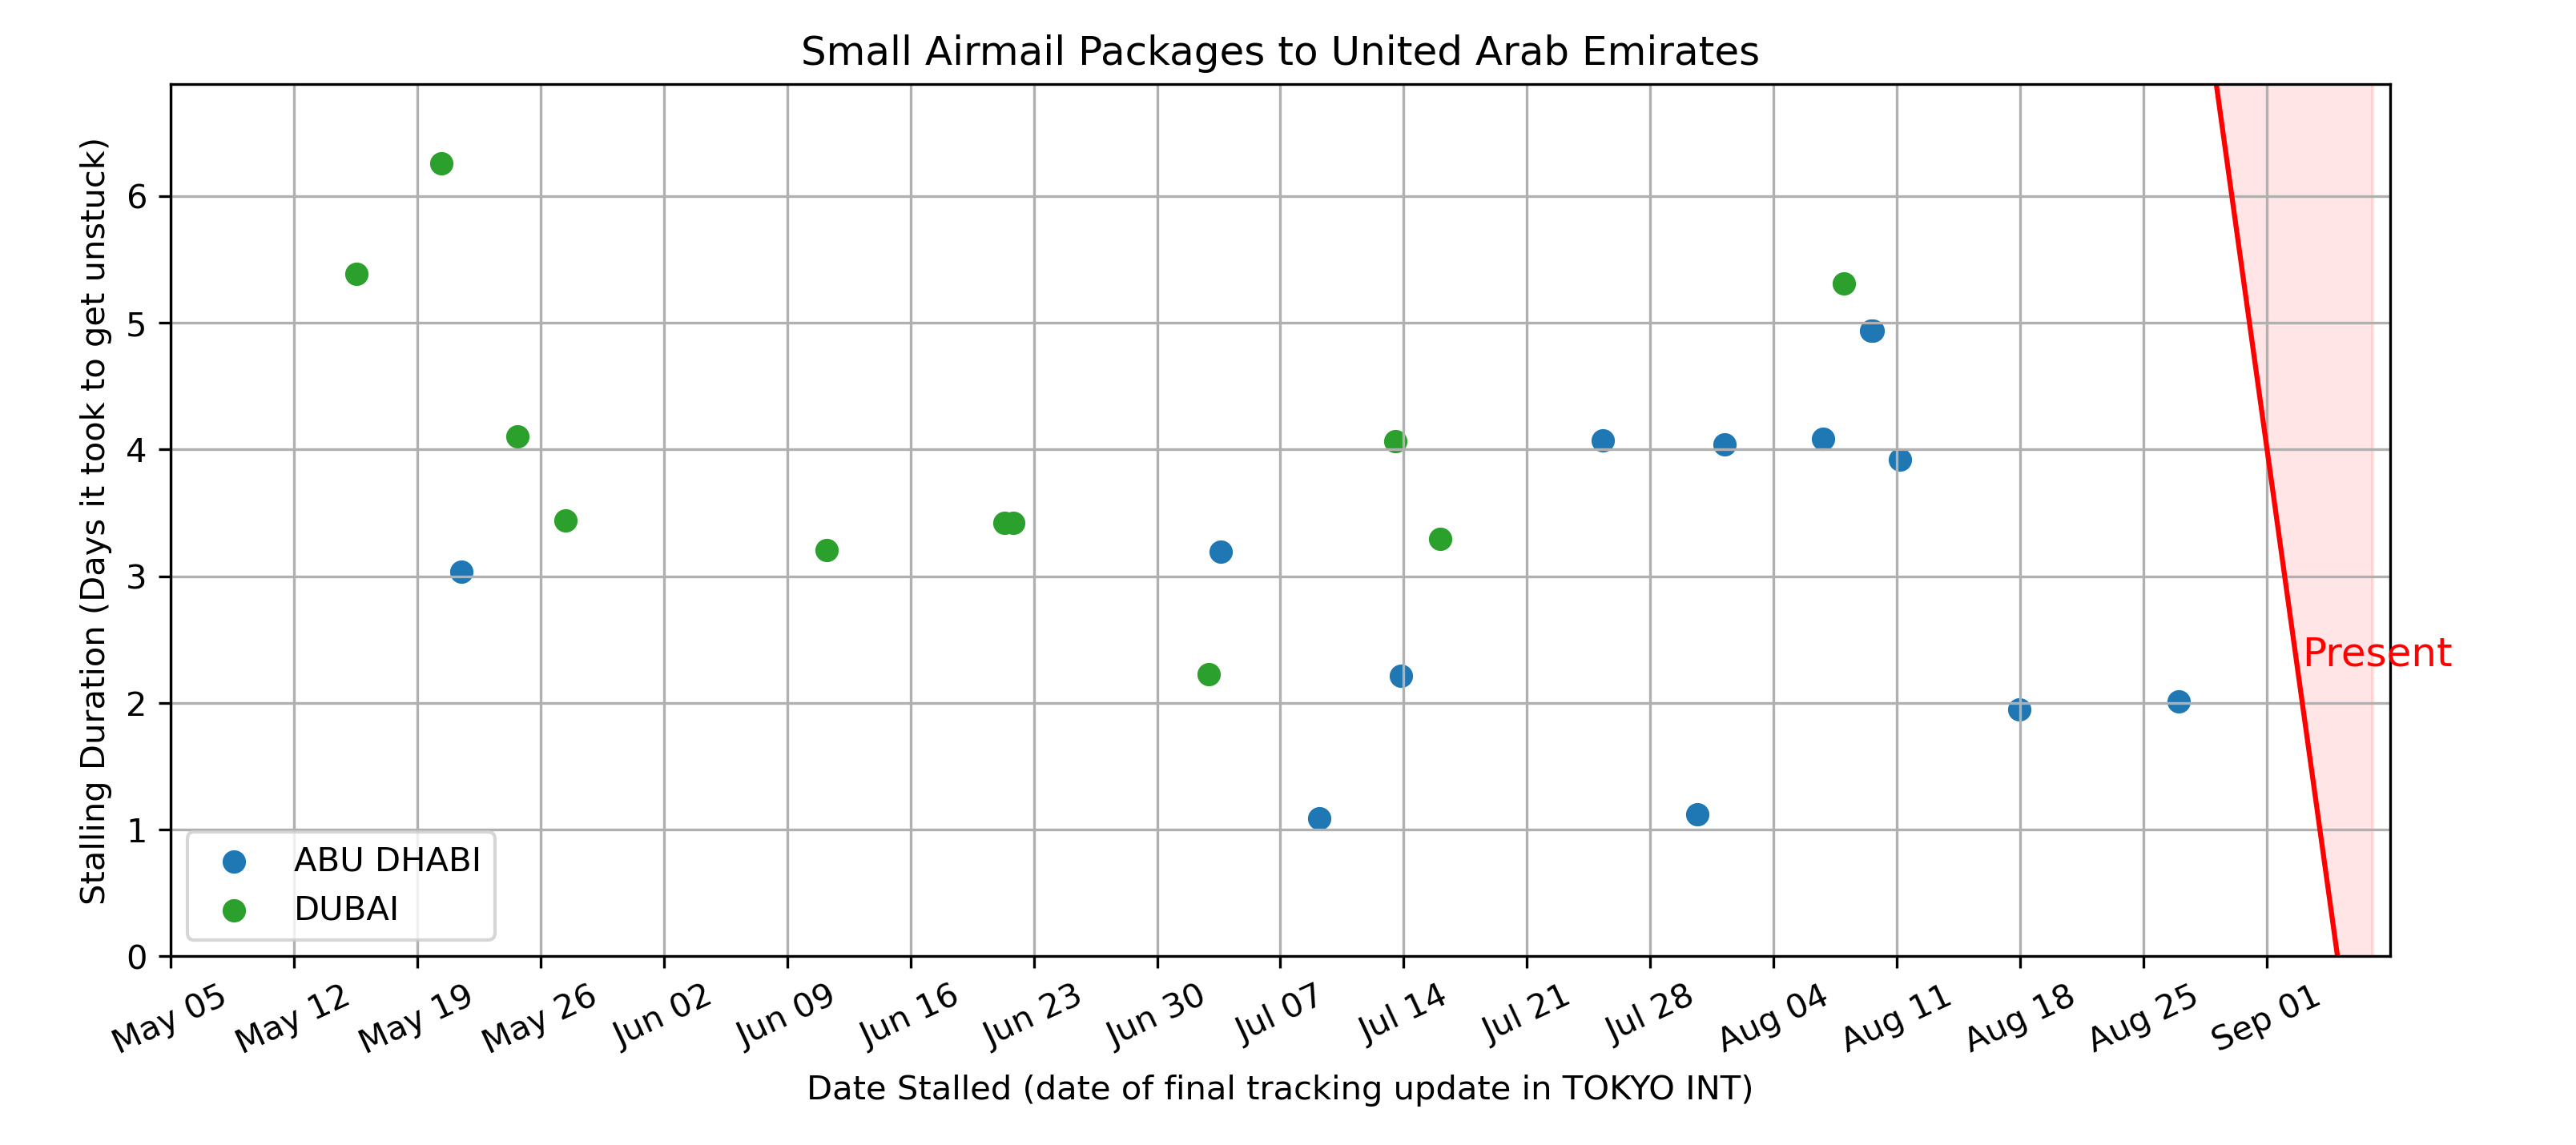 Small Airmail Packages to United Arab Emirates
Stalling Duration (Days it took to get unstuck)
6
5
4
3
2
1
0
Present
ABU DHABI
DUBAI
May 05
May 12
May 19
May 26
Jun 02
Jun 09
Jun 16
Jun 23
Jun 30
Jul 07
Jul 14
Jul 21
Jul 28
Aug 04
Aug 11
Aug 18
Aug 25
Sep 01
Date Stalled (date of final tracking update in TOKYO INT)